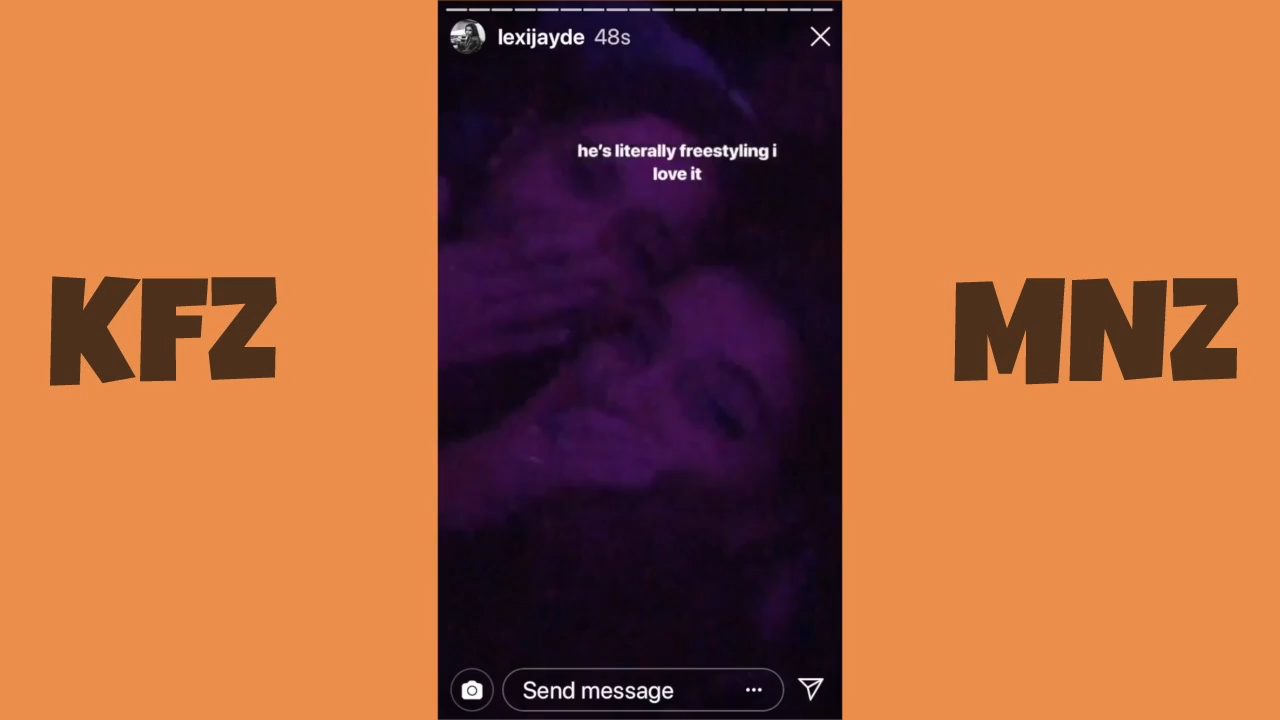 lexijayde 48s
he's literally freestyling i
love it
KFZ
MNZ
Send message